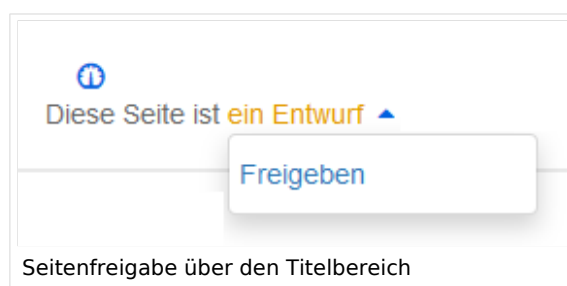 Diese Seite ist ein Entwurf
Freigeben
Seitenfreigabe über den Titelbereich